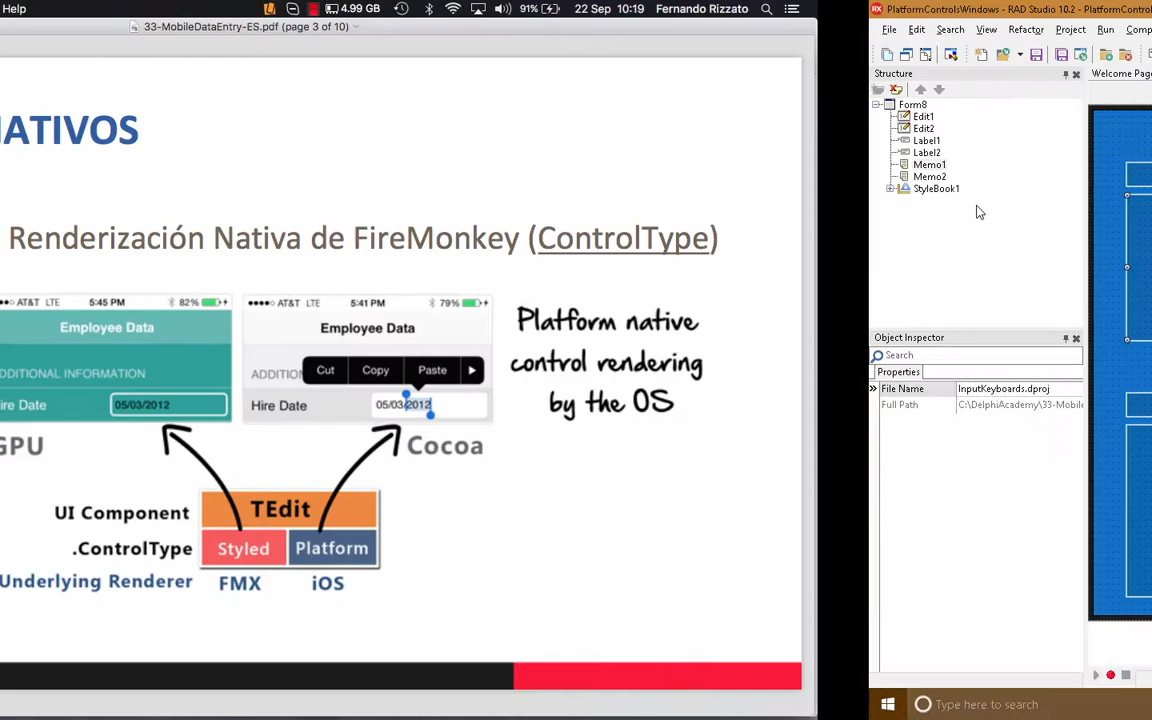 Help
4.99 GB
91%
22 Sep 10:19
Fernando Rizzato
33-MobileDataEntry-ES.pdf (page 3 of 10)
NATIVOS
Renderización Nativa de FireMonkey (ControlType)
AT&T LTE
5:45 PM
82%
Employee Data
ADDITIONAL INFORMATION
Hire Date
05/03/2012
GPU
AT&T LTE
5:41 PM
79%
Employee Data
Cut
Copy
Paste
ADDITION
Hire Date
05/03/2012
Cocoa
Platform native
control rendering
by the OS
UI Component
TEdit
.ControlType
Styled
Platform
Underlying Renderer
FMX
iOS
PlatformControlsWindows - RAD Studio 10.2 - PlatformContro
File Edit Search View Refactor Project Run Comp
Structure
Welcome Page
Form8
Edit1
Edit2
Label1
Label2
Memo1
Memo2
StyleBook1
Object Inspector
Search
Properties
File Name
InputKeyboards.dproj
Full Path
C:\DelphiAcademy\33-Mobile
Type here to search